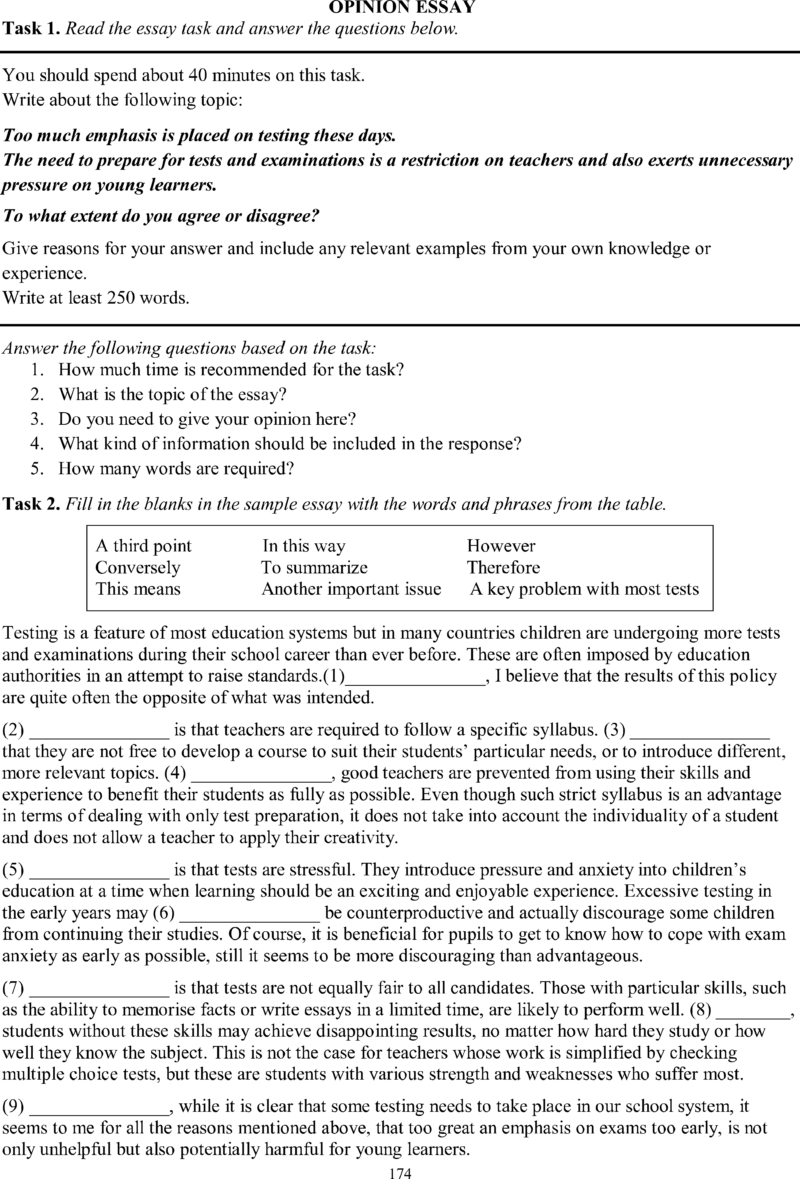 OPINION ESSAY
Task 1. Read the essay task and answer the questions below.
You should spend about 40 minutes on this task.
Write about the following topic:
Too much emphasis is placed on testing these days.
The need to prepare for tests and examinations is a restriction on teachers and also exerts unnecessary
pressure on young learners.
To what extent do you agree or disagree?
Give reasons for your answer and include any relevant examples from your own knowledge or
experience.
Write at least 250 words.
Answer the following questions based on the task:
1. How much time is recommended for the task?
2. What is the topic of the essay?
3. Do you need to give your opinion here?
4. What kind of information should be included in the response?
5. How many words are required?
Task 2. Fill in the blanks in the sample essay with the words and phrases from the table.
A third point In this way However
Conversely To summarize Therefore
This means Another important issue A key problem with most tests
Testing is a feature of most education systems but in many countries children are undergoing more tests
and examinations during their school career than ever before. These are often imposed by education
authorities in an attempt to raise standards.(1)_______________, I believe that the results of this policy
are quite often the opposite of what was intended.
(2) _______________ is that teachers are required to follow a specific syllabus. (3) _______________
that they are not free to develop a course to suit their students' particular needs, or to introduce different,
more relevant topics. (4) _______________, good teachers are prevented from using their skills and
experience to benefit their students as fully as possible. Even though such strict syllabus is an advantage
in terms of dealing with only test preparation, it does not take into account the individuality of a student
and does not allow a teacher to apply their creativity.
(5) _______________ is that tests are stressful. They introduce pressure and anxiety into children's
education at a time when learning should be an exciting and enjoyable experience. Excessive testing in
the early years may (6) _______________ be counterproductive and actually discourage some children
from continuing their studies. Of course, it is beneficial for pupils to get to know how to cope with exam
anxiety as early as possible, still it seems to be more discouraging than advantageous.
(7) _______________ is that tests are not equally fair to all candidates. Those with particular skills, such
as the ability to memorise facts or write essays in a limited time, are likely to perform well. (8) ________,
students without these skills may achieve disappointing results, no matter how hard they study or how
well they know the subject. This is not the case for teachers whose work is simplified by checking
multiple choice tests, but these are students with various strength and weaknesses who suffer most.
(9) _______________, while it is clear that some testing needs to take place in our school system, it
seems to me for all the reasons mentioned above, that too great an emphasis on exams too early, is not
only unhelpful but also potentially harmful for young learners.
174